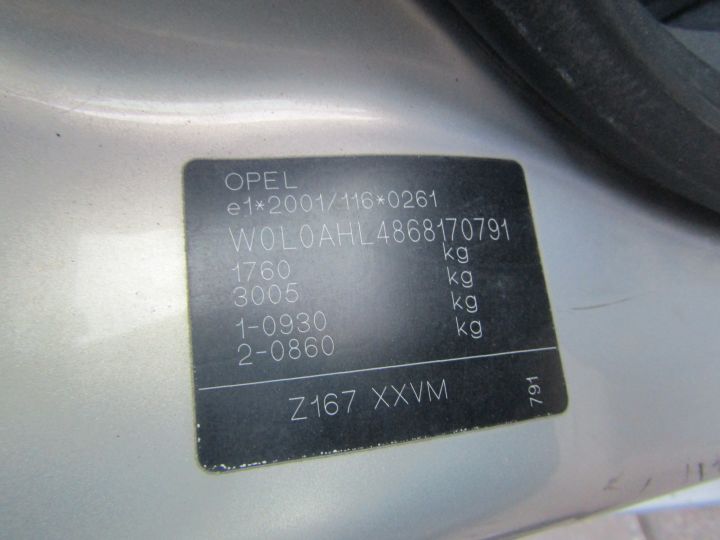 OPEL
e1*2001/116*0261
W0L0AHL4868170791
1760 kg
3005 kg
1-0930 kg
2-0860 kg
Z167 XXVM
791